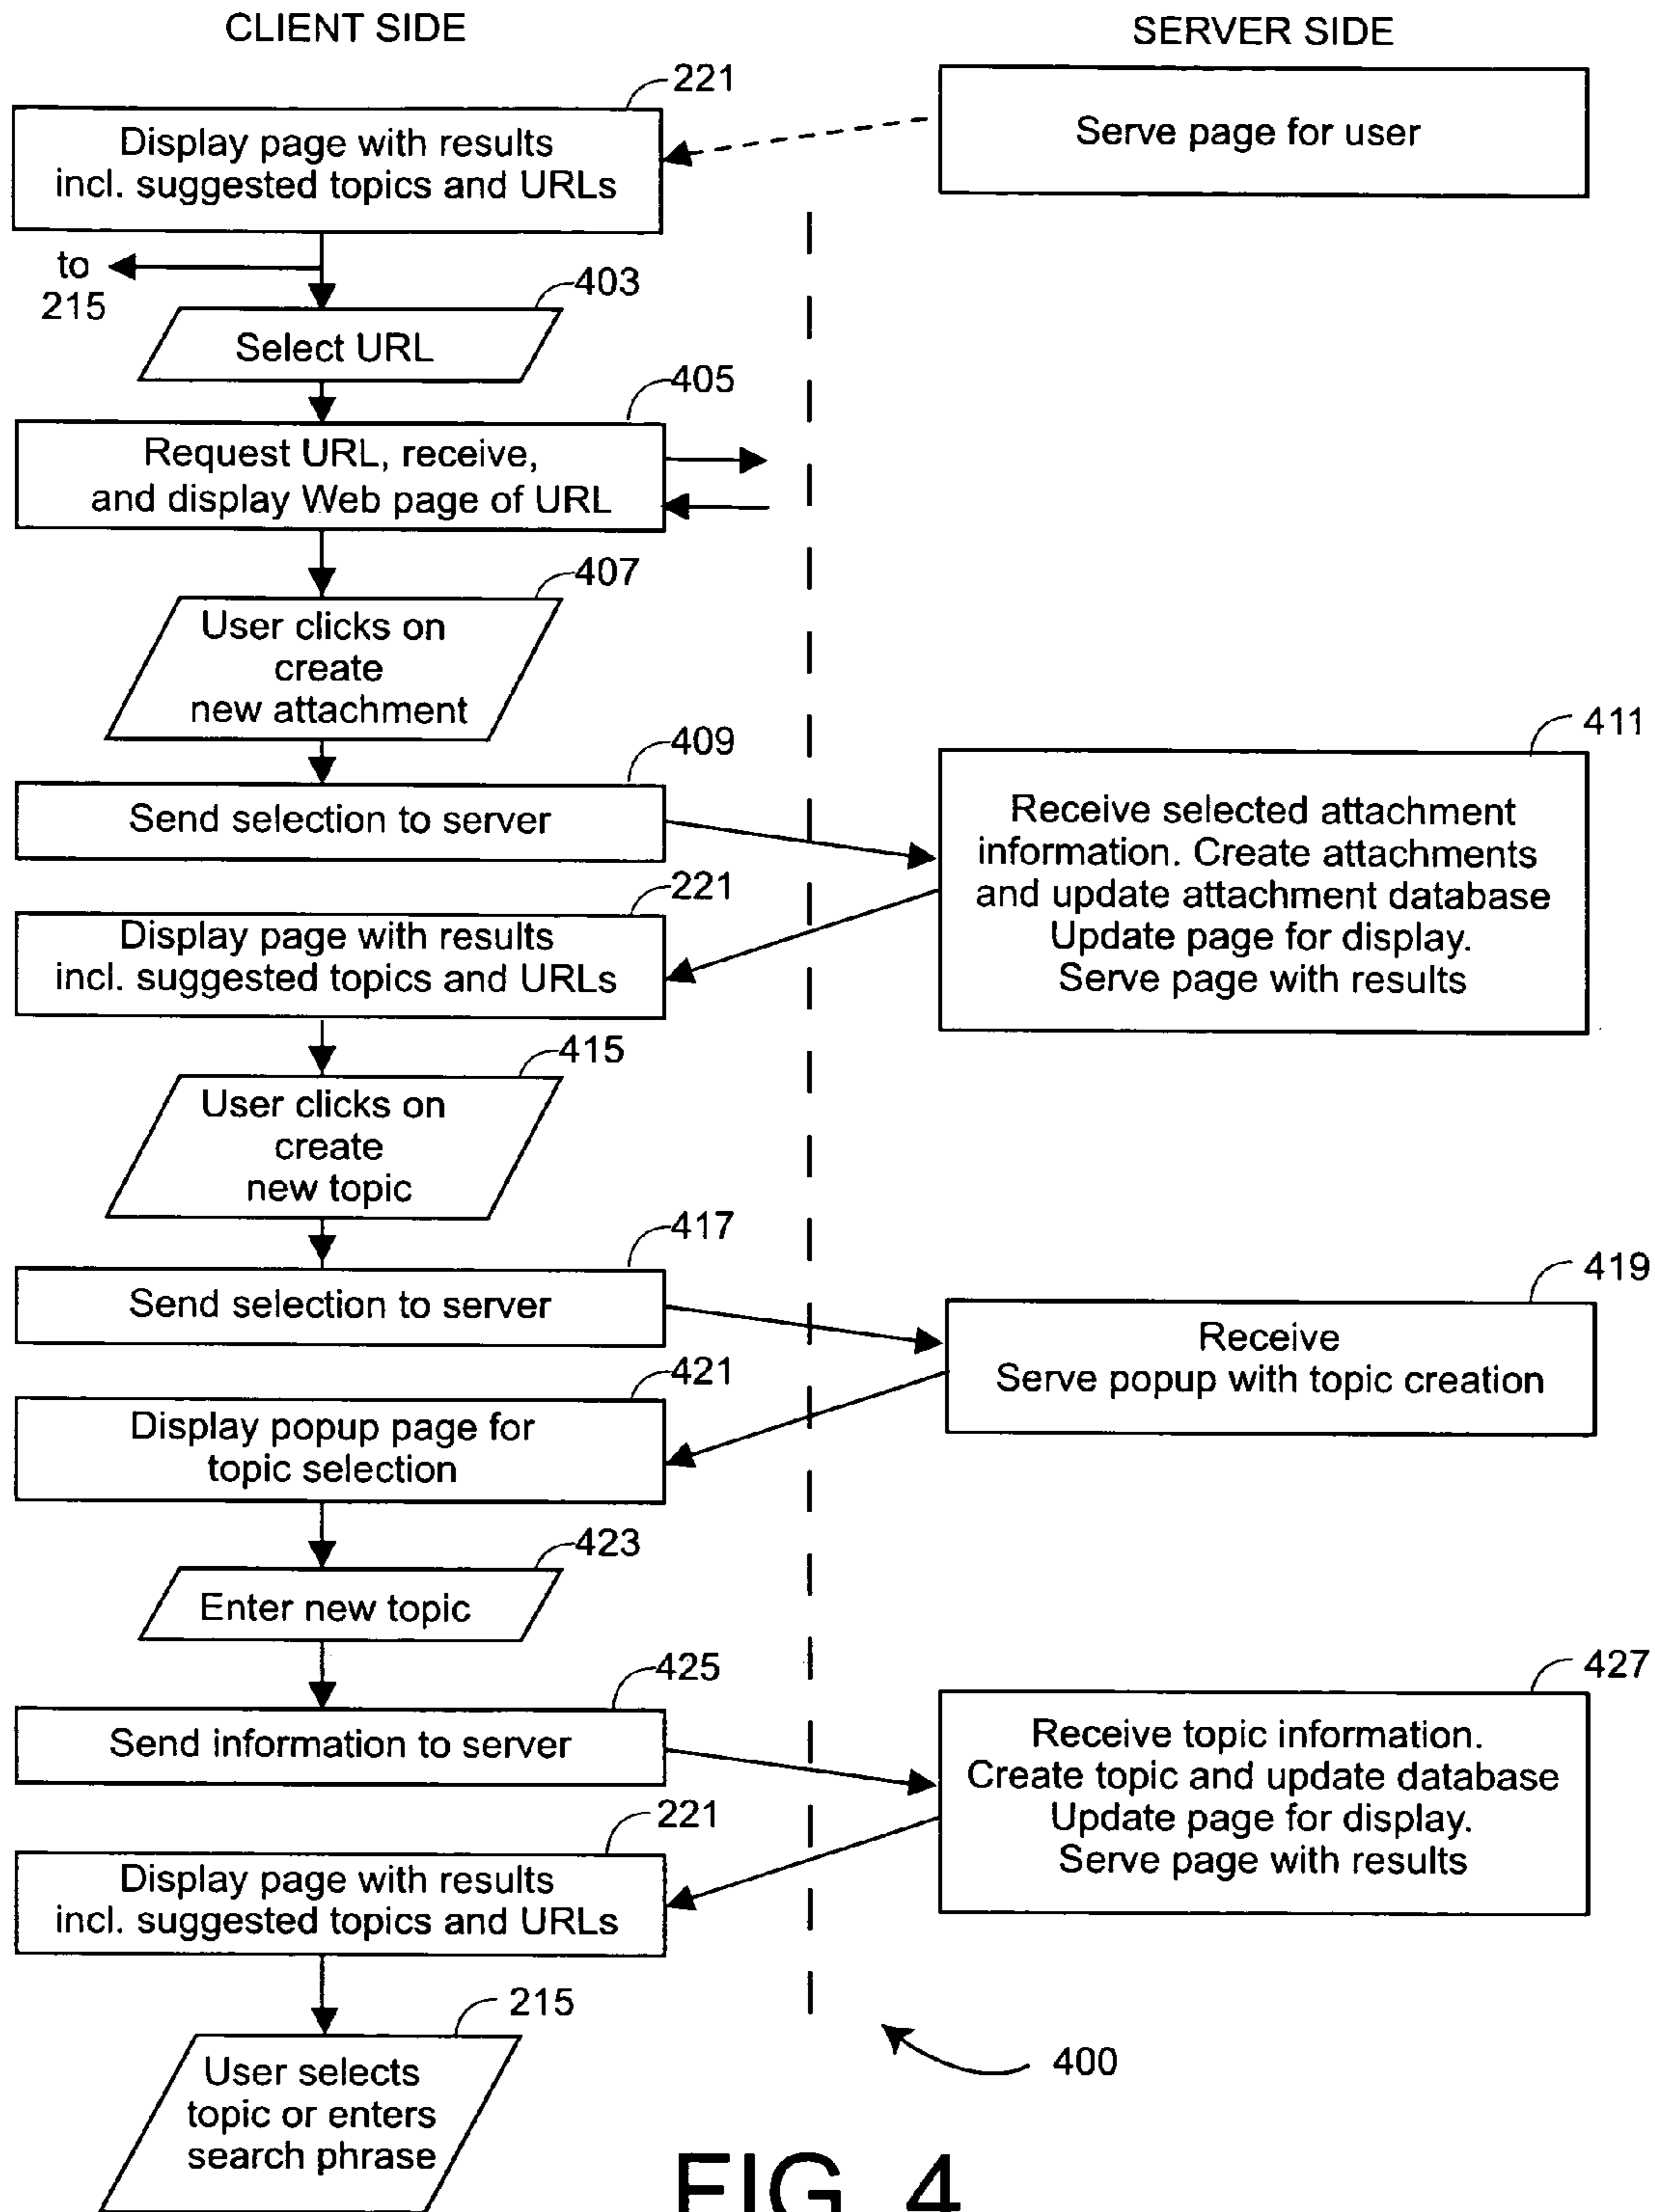 CLIENT SIDE
SERVER SIDE
221
Display page with results
incl. suggested topics and URLs
Serve page for user
to
215
403
Select URL
405
Request URL, receive,
and display Web page of URL
407
User clicks on
create
new attachment
409
Send selection to server
411
Receive selected attachment
information. Create attachments
and update attachment database
Update page for display.
Serve page with results
221
Display page with results
incl. suggested topics and URLs
415
User clicks on
create
new topic
417
Send selection to server
419
Receive
Serve popup with topic creation
421
Display popup page for
topic selection
423
Enter new topic
425
Send information to server
427
Receive topic information.
Create topic and update database
Update page for display.
Serve page with results
221
Display page with results
incl. suggested topics and URLs
215
User selects
topic or enters
search phrase
400
FIG. 4